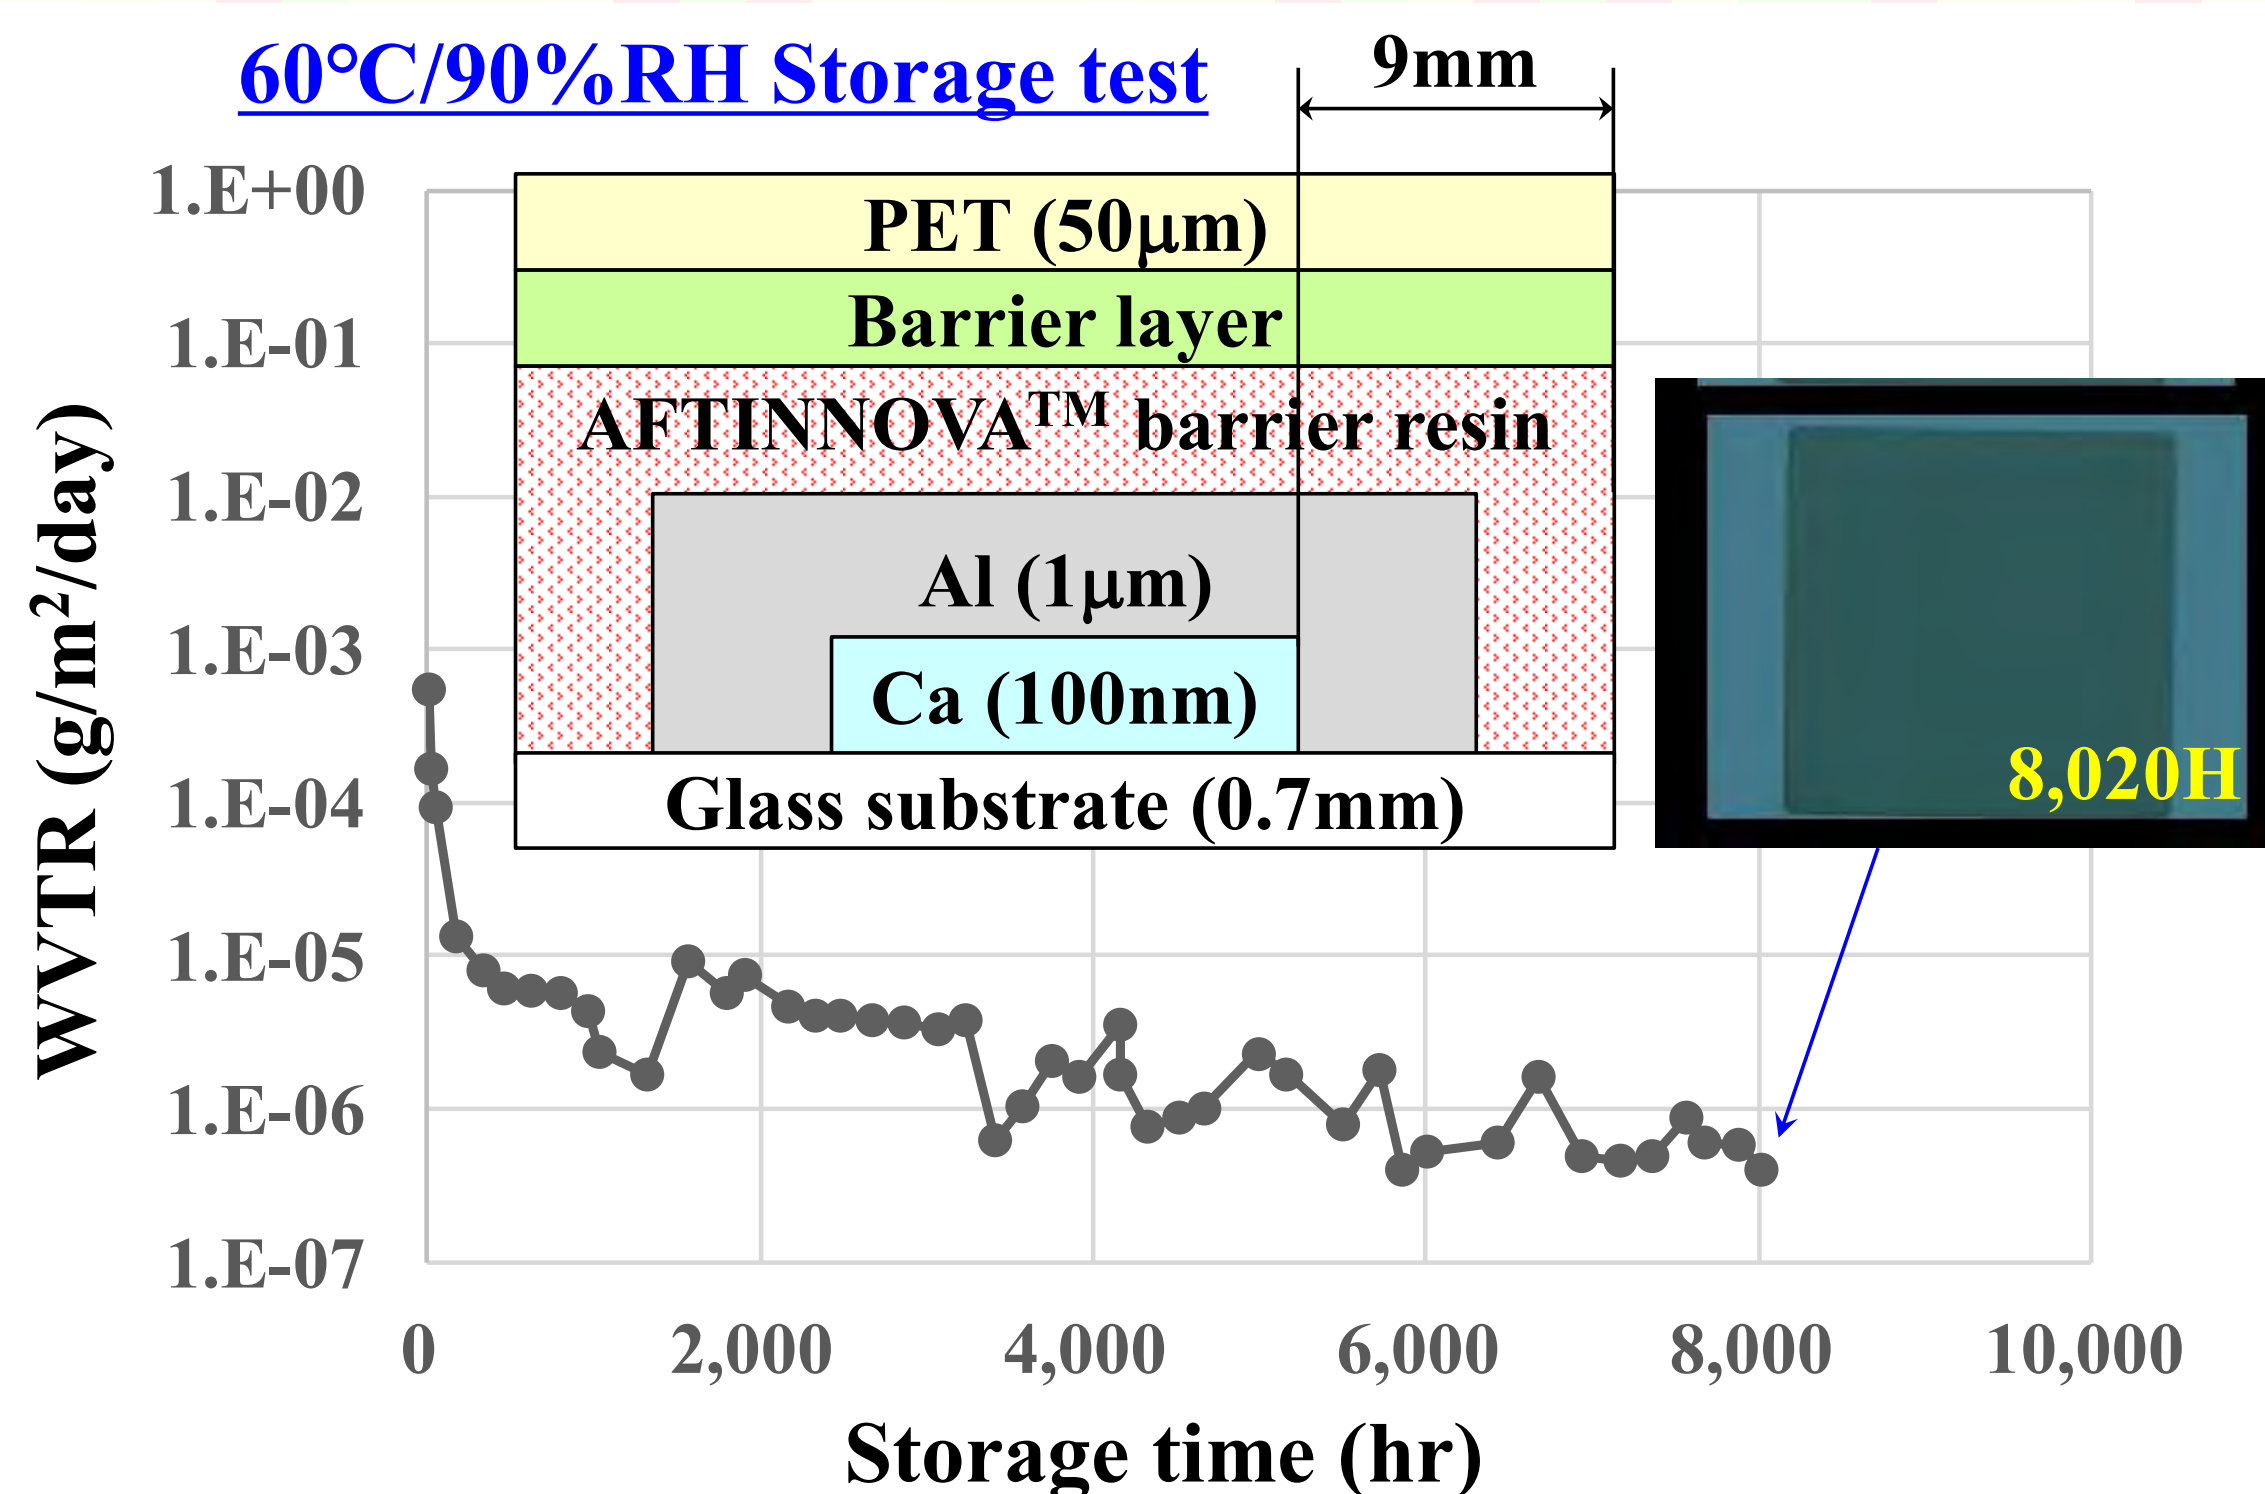 60°C/90%RH Storage test
9mm
1.E+00
1.E-01
1.E-02
1.E-03
1.E-04
1.E-05
1.E-06
1.E-07
WVTR (g/m²/day)
PET (50μm)
Barrier layer
AFTINNOVA™ barrier resin
Al (1μm)
Ca (100nm)
Glass substrate (0.7mm)
8,020H
0 2,000 4,000 6,000 8,000 10,000
Storage time (hr)